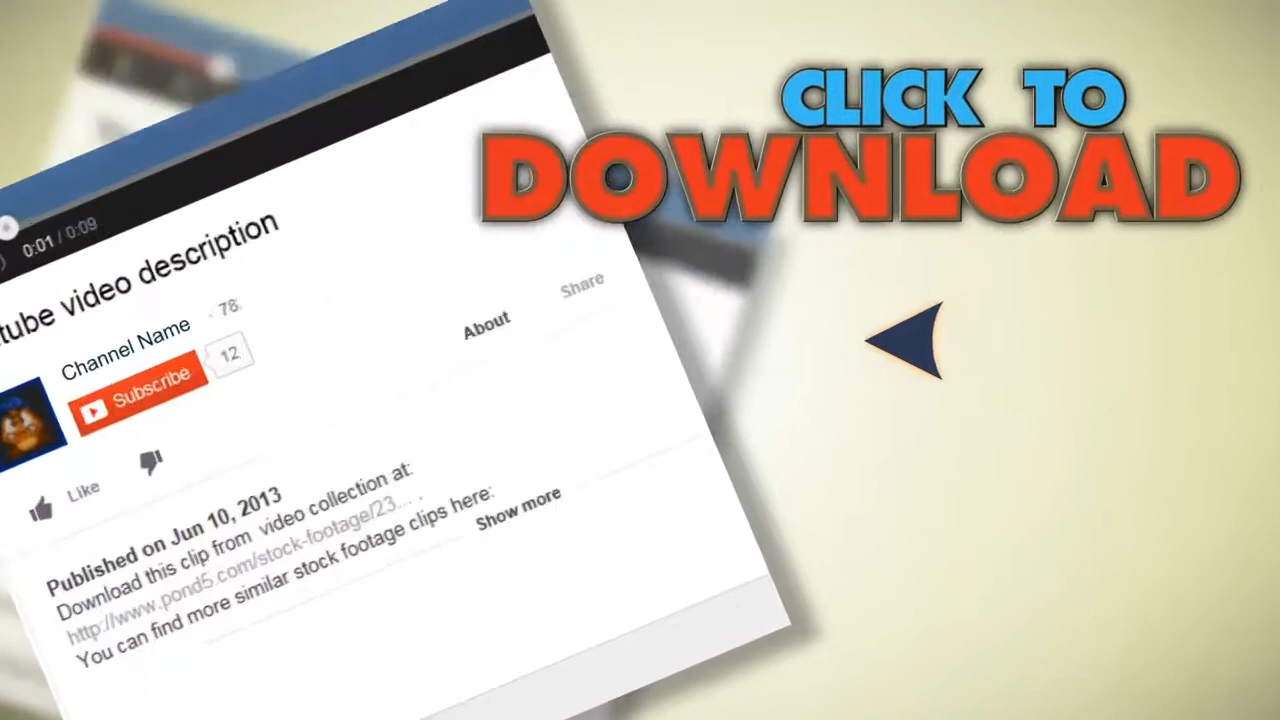 CLICK TO
DOWNLOAD
0:01 / 0:09
tube video description
Channel Name
78
Subscribe
12
About
Share
Like
Published on Jun 10, 2013
Download this clip from video collection at:
http://www.pond5.com/stock-footage/23... .
You can find more similar stock footage clips here:
Show more